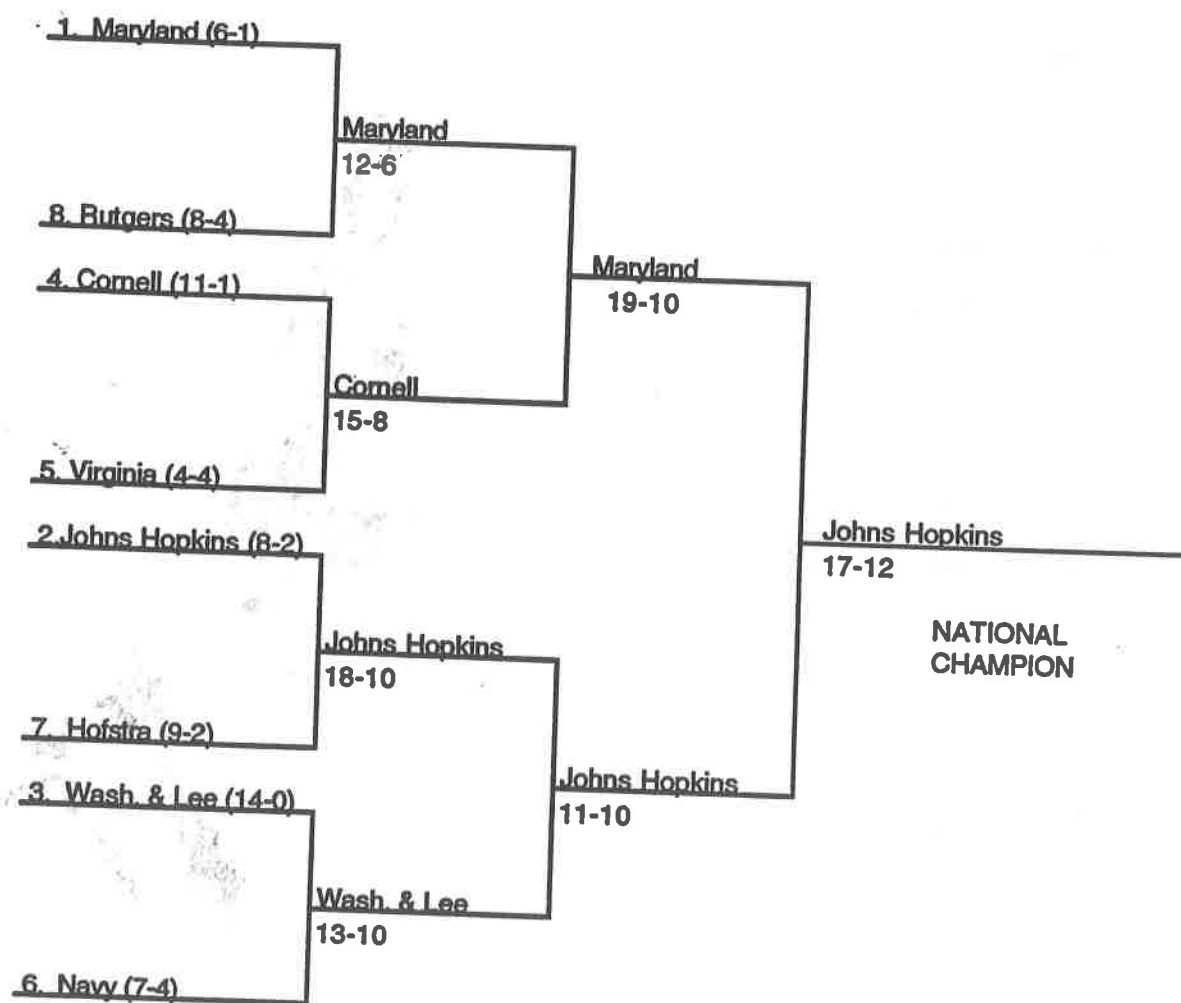 1. Maryland (6-1)
Maryland
12-6
8. Rutgers (8-4)
Maryland
19-10
4. Cornell (11-1)
Cornell
15-8
5. Virginia (4-4)
2.Johns Hopkins (8-2)
Johns Hopkins
17-12
NATIONAL
CHAMPION
Johns Hopkins
18-10
7. Hofstra (9-2)
Johns Hopkins
11-10
3. Wash. & Lee (14-0)
Wash. & Lee
13-10
6. Navy (7-4)